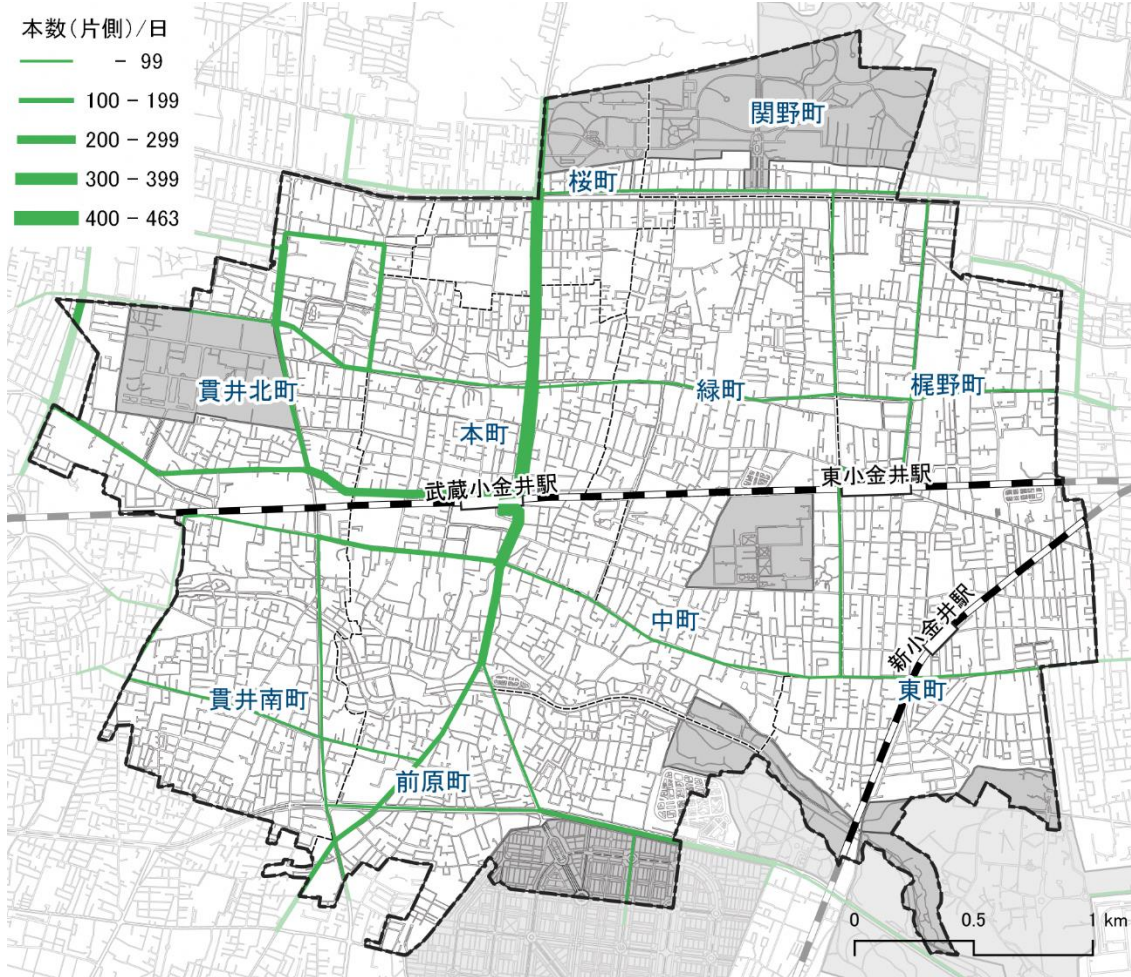 本数(片側)/日
- 99
100 - 199
200 - 299
300 - 399
400 - 463
関野町
桜町
貫井北町
緑町
梶野町
本町
武蔵小金井駅
東小金井駅
中町
新小金井駅
貫井南町
東町
前原町
0 0.5 1 km